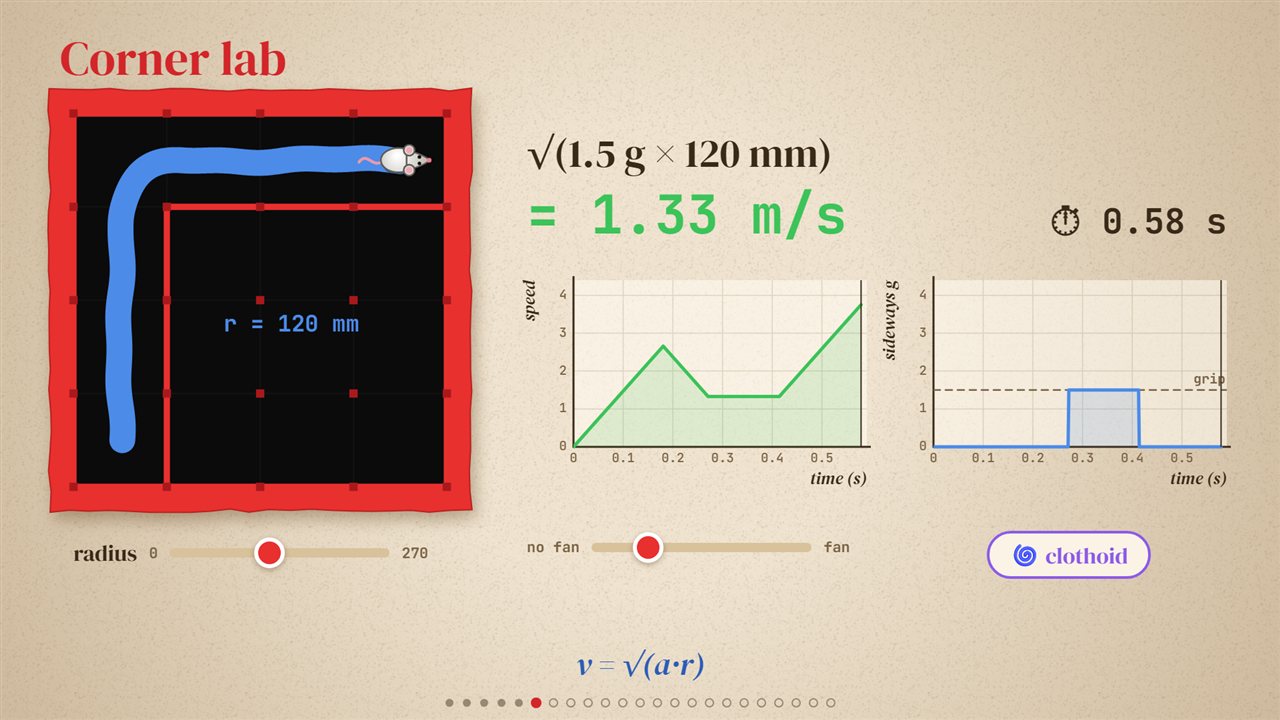 Corner lab
r = 120 mm
radius 0 270
√(1.5 g × 120 mm)
= 1.33 m/s
⏱ 0.58 s
speed
4
3
2
1
0
0 0.1 0.2 0.3 0.4 0.5
time (s)
sideways g
4
3
2
1
0
grip
0 0.1 0.2 0.3 0.4 0.5
time (s)
no fan fan
🌀 clothoid
v = √(a·r)